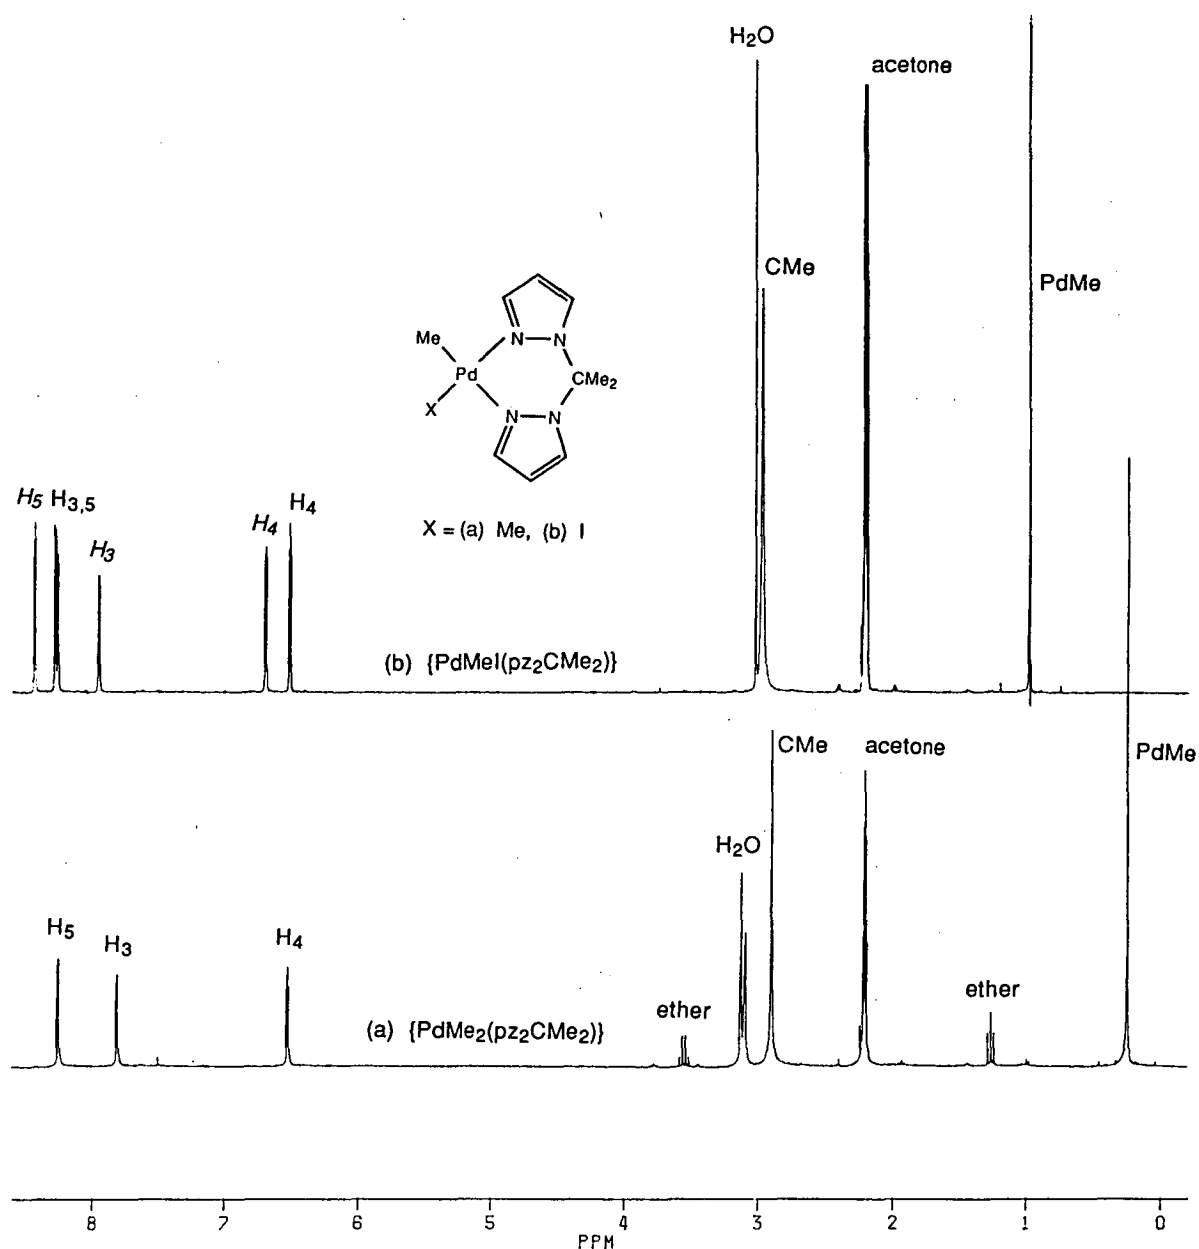 H₂O
acetone
CMe
PdMe
Me
N N
Pd
CMe₂
X
N N
H₅ H₃,₅
H₃
H₄
H₄
X = (a) Me, (b) I
(b) {PdMeI(pz₂CMe₂)}
CMe
acetone
PdMe
H₂O
H₅
H₃
H₄
ether
ether
(a) {PdMe₂(pz₂CMe₂)}
8 7 6 5 4 3 2 1 0
PPM